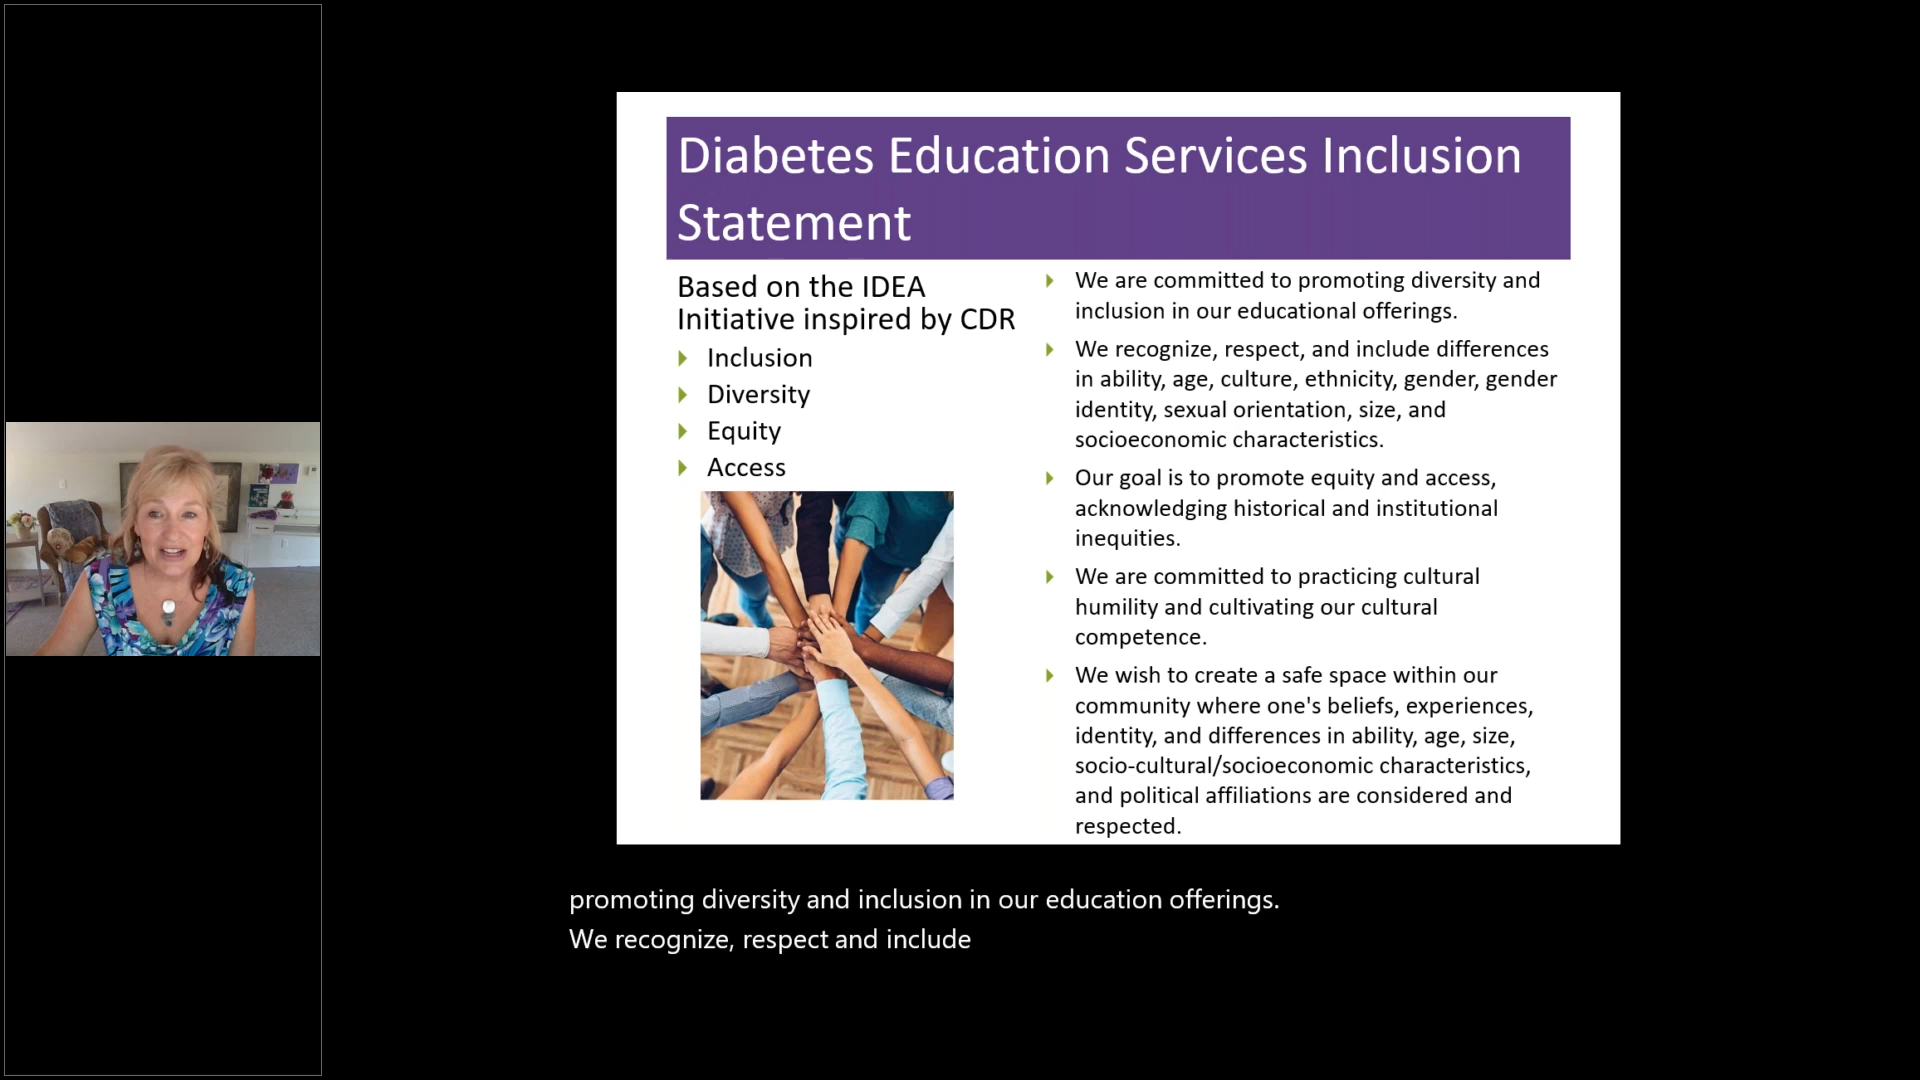 Diabetes Education Services Inclusion
Statement
Based on the IDEA
Initiative inspired by CDR
Inclusion
Diversity
Equity
Access
We are committed to promoting diversity and
inclusion in our educational offerings.
We recognize, respect, and include differences
in ability, age, culture, ethnicity, gender, gender
identity, sexual orientation, size, and
socioeconomic characteristics.
Our goal is to promote equity and access,
acknowledging historical and institutional
inequities.
We are committed to practicing cultural
humility and cultivating our cultural
competence.
We wish to create a safe space within our
community where one's beliefs, experiences,
identity, and differences in ability, age, size,
socio-cultural/socioeconomic characteristics,
and political affiliations are considered and
respected.
promoting diversity and inclusion in our education offerings.
We recognize, respect and include